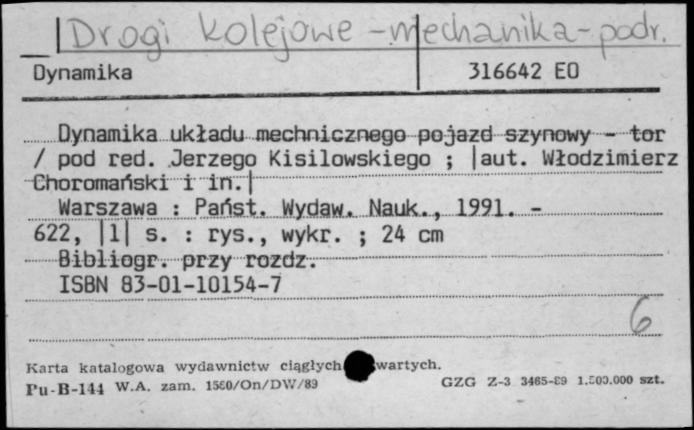 Drogi kolejowe - mechanika - podr.
Dynamika 316642 EO
Dynamika układu mechnicznego pojazd szynowy - tor
/ pod red. Jerzego Kisilowskiego ; |aut. Włodzimierz
Choromański i in.|
Warszawa : Państ. Wydaw. Nauk., 1991. -
622, |1| s. : rys., wykr. ; 24 cm
Bibliogr. przy rozdz.
ISBN 83-01-10154-7
6
Karta katalogowa wydawnictw ciągłych wartych.
Pu-B-144 W.A. zam. 1580/On/DW/89 GZG Z-3 3465-89 1.500.000 szt.